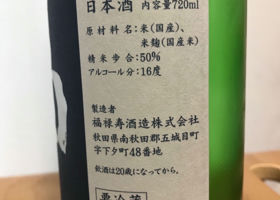 日本酒 内容量720ml
原材料名:米(国産)、
米麹(国産米)
精米歩合:50%
アルコール分:16度
製造者
福禄寿酒造株式会社
秋田県南秋田郡五城目町
字下夕町48番地
飲酒は20歳になってから。
要冷蔵